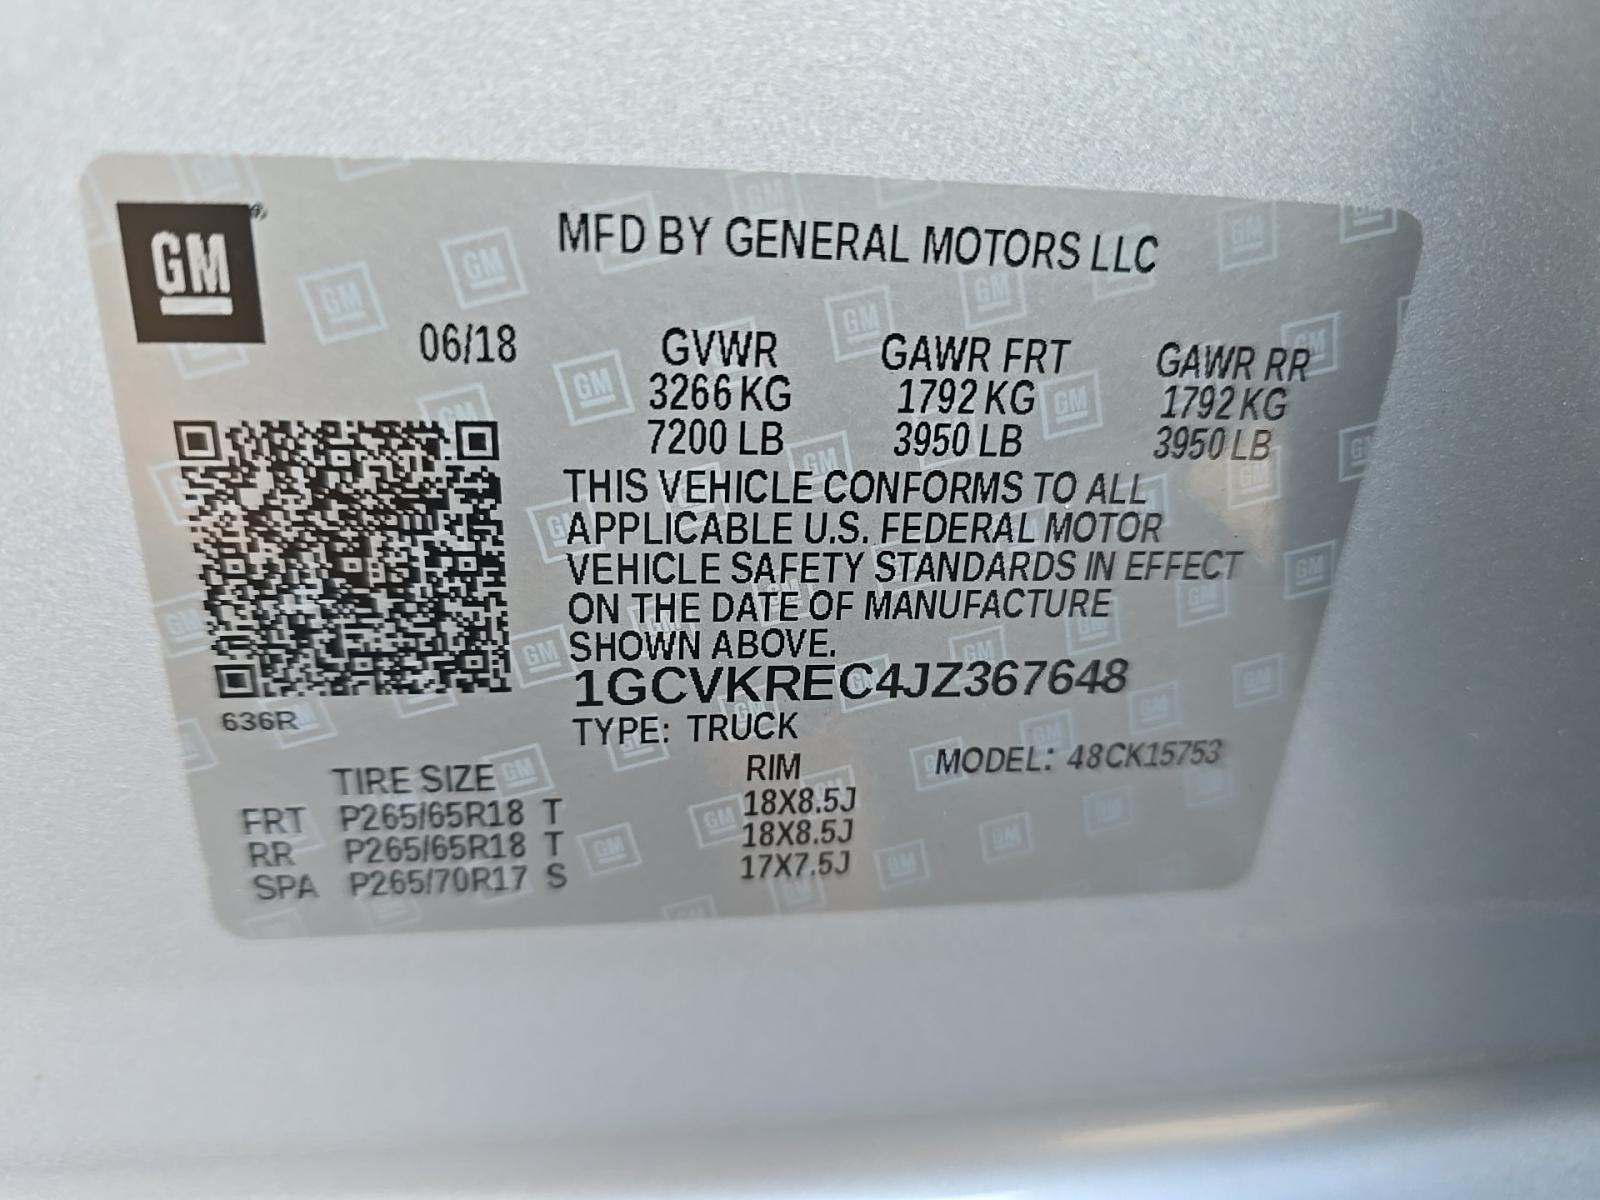 GM
MFD BY GENERAL MOTORS LLC
06/18 GVWR GAWR FRT GAWR RR
3266 KG 1792 KG 1792 KG
7200 LB 3950 LB 3950 LB
THIS VEHICLE CONFORMS TO ALL
APPLICABLE U.S. FEDERAL MOTOR
VEHICLE SAFETY STANDARDS IN EFFECT
ON THE DATE OF MANUFACTURE
SHOWN ABOVE.
1GCVKREC4JZ367648
636R
TYPE: TRUCK
TIRE SIZE RIM MODEL: 48CK15753
FRT P265/65R18 T 18X8.5J
RR P265/65R18 T 18X8.5J
SPA P265/70R17 S 17X7.5J